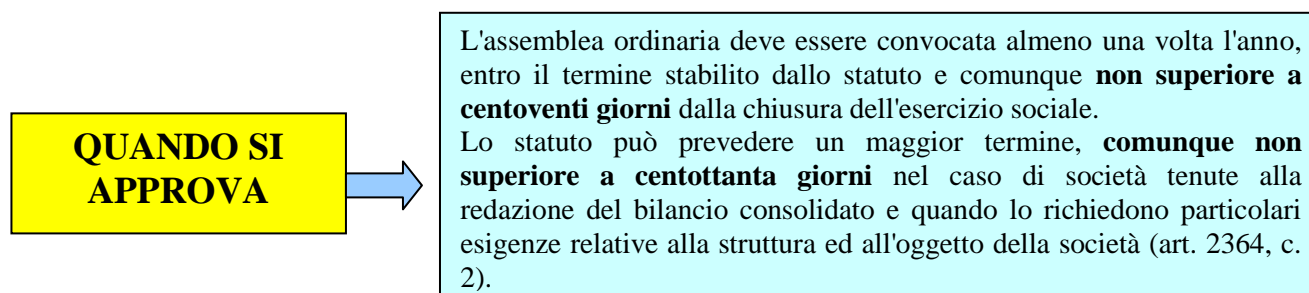 QUANDO SI
APPROVA
L'assemblea ordinaria deve essere convocata almeno una volta l'anno,
entro il termine stabilito dallo statuto e comunque non superiore a
centoventi giorni dalla chiusura dell'esercizio sociale.
Lo statuto può prevedere un maggior termine, comunque non
superiore a centottanta giorni nel caso di società tenute alla
redazione del bilancio consolidato e quando lo richiedono particolari
esigenze relative alla struttura ed all'oggetto della società (art. 2364, c.
2).